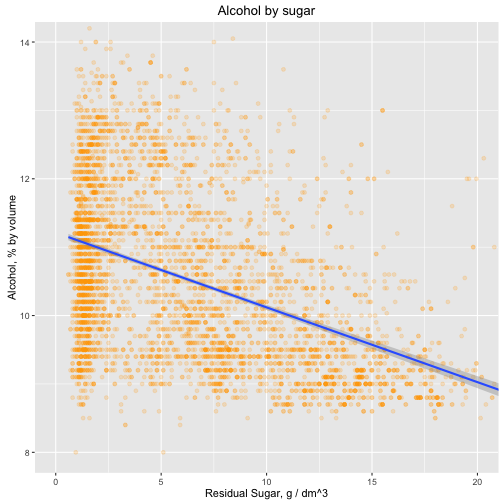 Alcohol by sugar
Alcohol, % by volume
14
12
10
8
0 5 10 15 20
Residual Sugar, g / dm^3